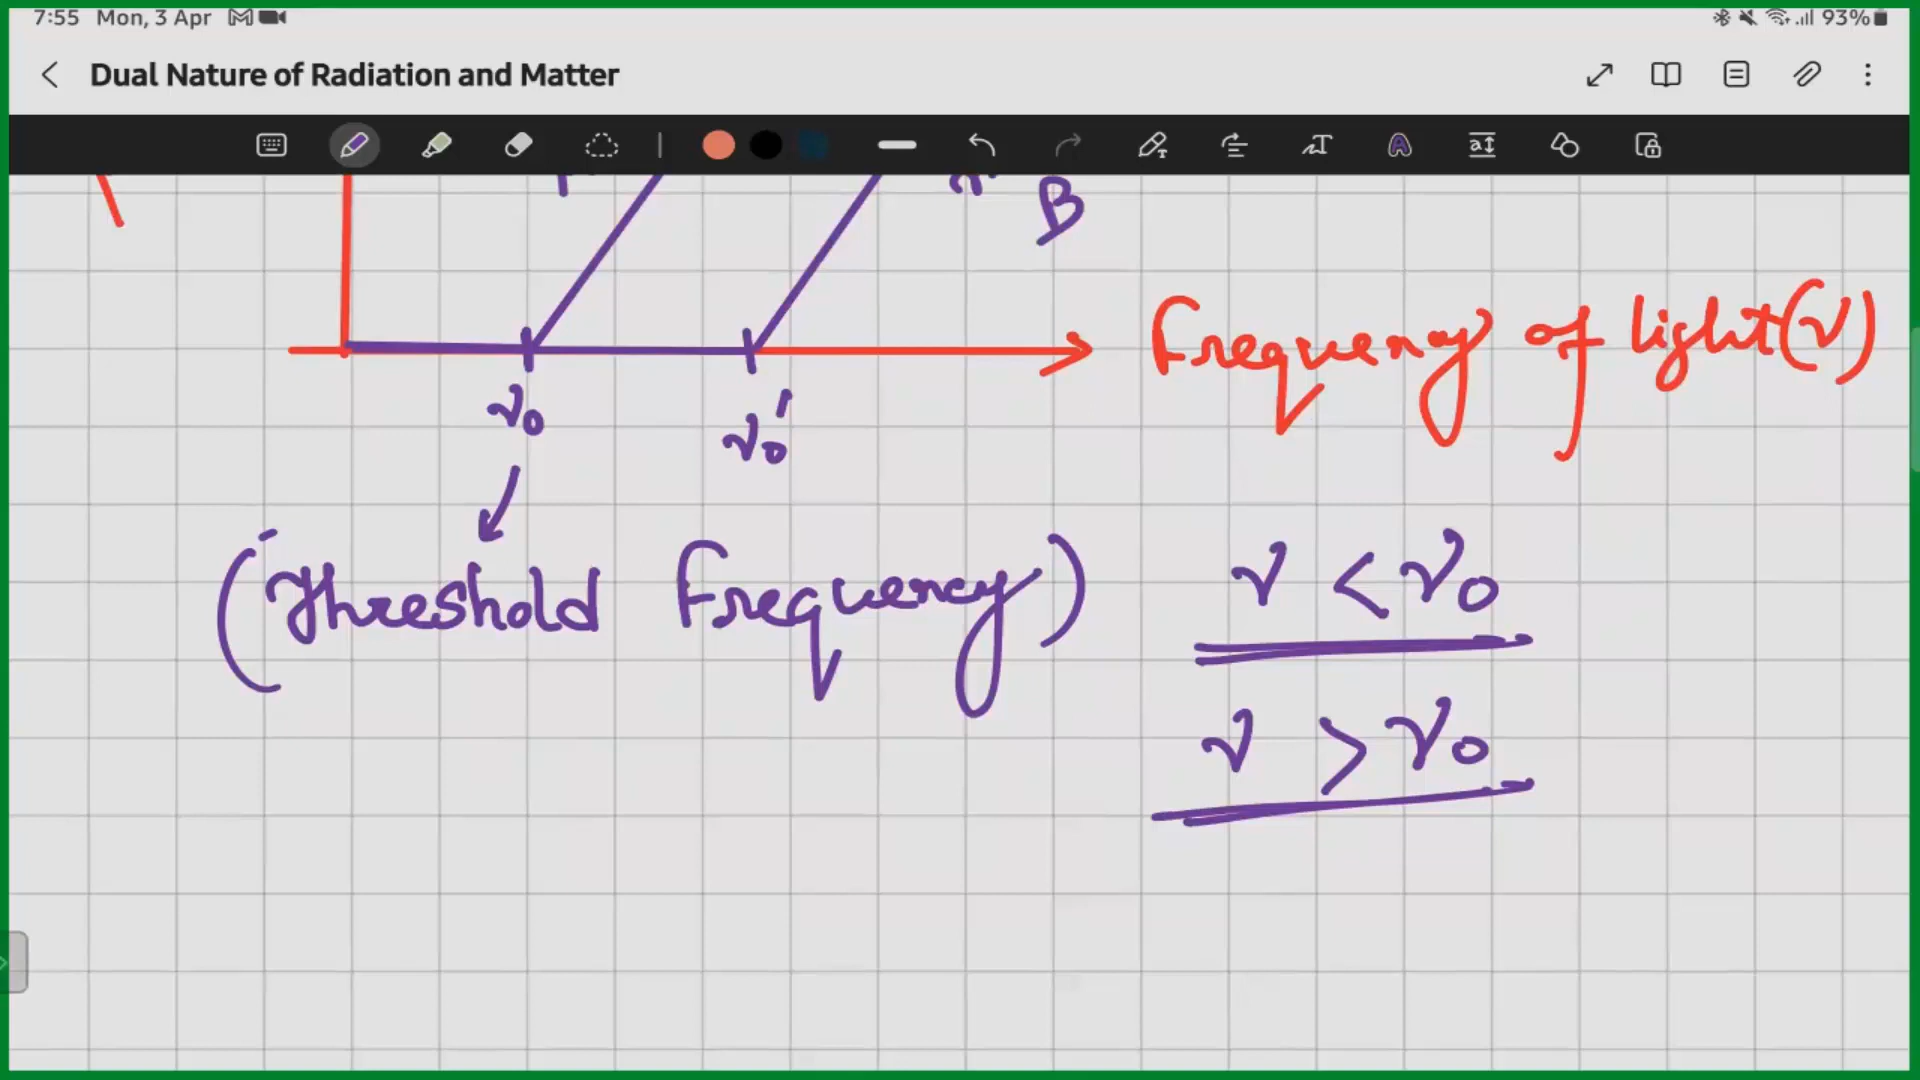 7:55 Mon, 3 Apr
93%
Dual Nature of Radiation and Matter
B
Frequency of light (ν)
ν₀
ν₀'
(Threshold Frequency)
ν < ν₀
ν > ν₀